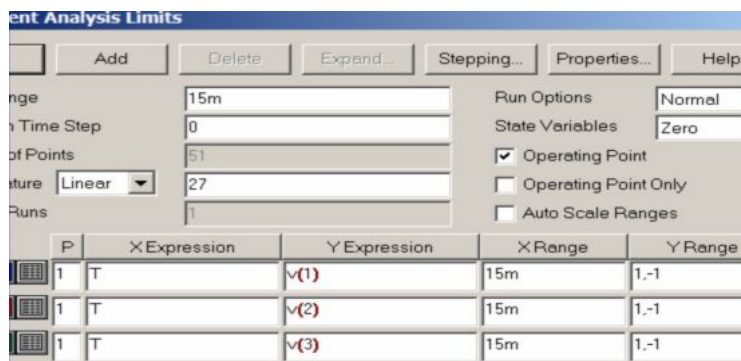 ent Analysis Limits
Add Delete Expand... Stepping... Properties... Help
nge 15m Run Options Normal
n Time Step 0 State Variables Zero
of Points 51 Operating Point
ature Linear 27 Operating Point Only
Runs 1 Auto Scale Ranges
P X Expression Y Expression X Range Y Range
1 T v(1) 15m 1,-1
1 T v(2) 15m 1,-1
1 T v(3) 15m 1,-1